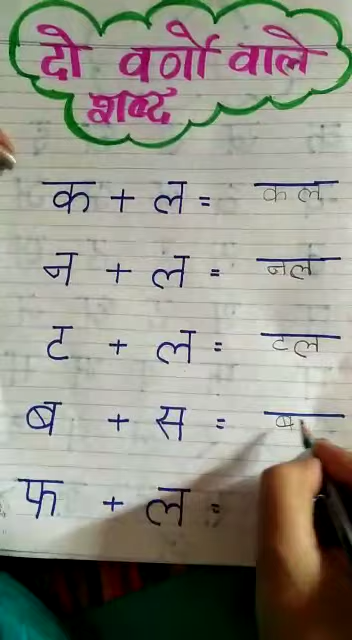 दो वर्गो वाले
शब्द
क + ल = कल
न + ल = नल
ट + ल = टल
ब + स = ब
फ + ल =